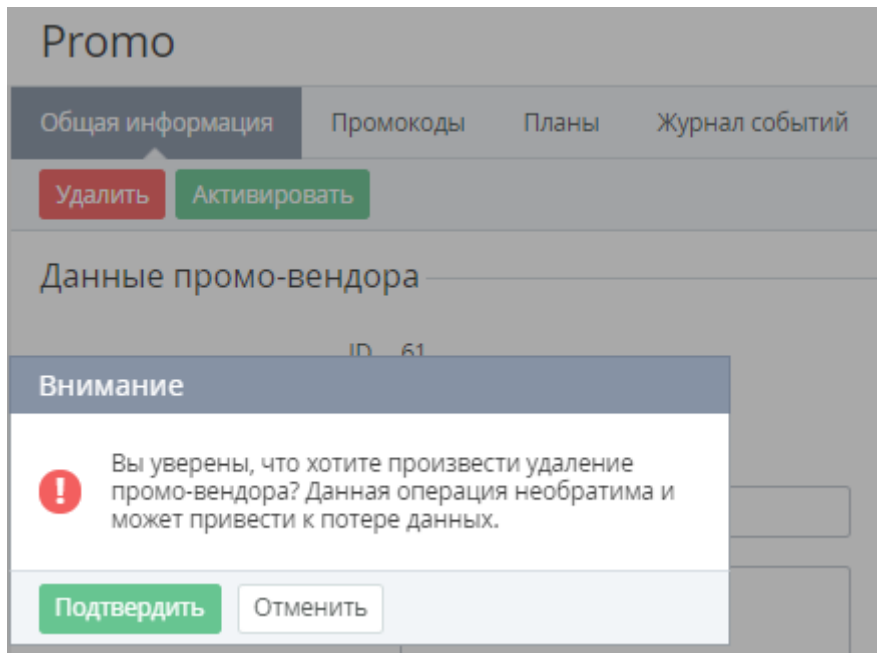 Promo
Общая информация Промокоды Планы Журнал событий
Удалить Активировать
Данные промо-вендора
ID 61
Внимание
Вы уверены, что хотите произвести удаление
промо-вендора? Данная операция необратима и
может привести к потере данных.
Подтвердить Отменить